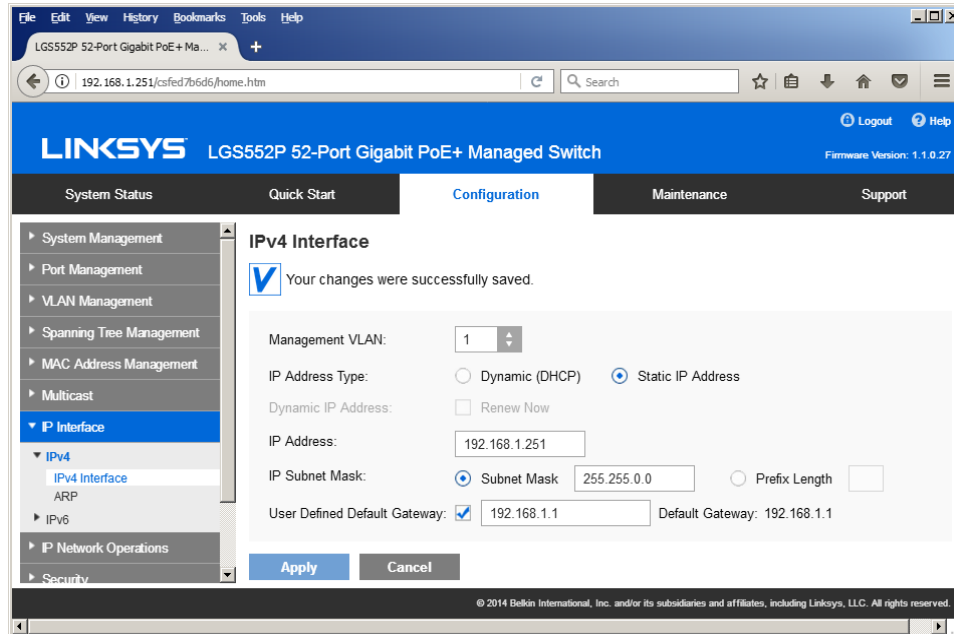 File Edit View History Bookmarks Tools Help
LGS552P 52-Port Gigabit PoE+ Ma...
192.168.1.251/csfed7b6d6/home.htm
Search
Logout Help
LINKSYS LGS552P 52-Port Gigabit PoE+ Managed Switch
Firmware Version: 1.1.0.27
System Status Quick Start Configuration Maintenance Support
System Management
Port Management
VLAN Management
Spanning Tree Management
MAC Address Management
Multicast
IP Interface
IPv4
IPv4 Interface
ARP
IPv6
IP Network Operations
Security
IPv4 Interface
Your changes were successfully saved.
Management VLAN: 1
IP Address Type: Dynamic (DHCP) Static IP Address
Dynamic IP Address: Renew Now
IP Address: 192.168.1.251
IP Subnet Mask: Subnet Mask 255.255.0.0 Prefix Length
User Defined Default Gateway: 192.168.1.1 Default Gateway: 192.168.1.1
Apply Cancel
© 2014 Belkin International, Inc. and/or its subsidiaries and affiliates, including Linksys, LLC. All rights reserved.